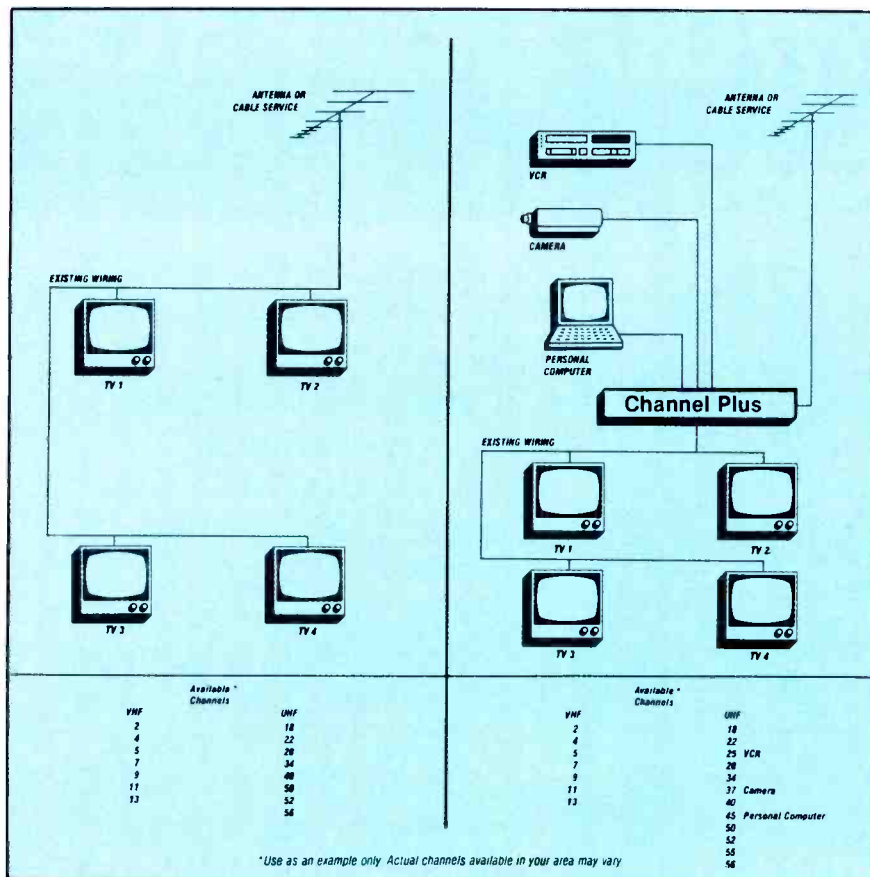 ANTENNA OR
CABLE SERVICE
EXISTING WIRING
TV 1
TV 2
TV 3
TV 4
Available *
Channels
VHF UHF
2 18
4 22
5 28
7 34
9 40
11 50
13 52
56
ANTENNA OR
CABLE SERVICE
VCR
CAMERA
PERSONAL
COMPUTER
Channel Plus
EXISTING WIRING
TV 1
TV 2
TV 3
TV 4
Available *
Channels
VHF UHF
2 18
4 22
5 25 VCR
7 28
9 34
11 37 Camera
13 40
45 Personal Computer
50
52
55
56
*Use as an example only. Actual channels available in your area may vary